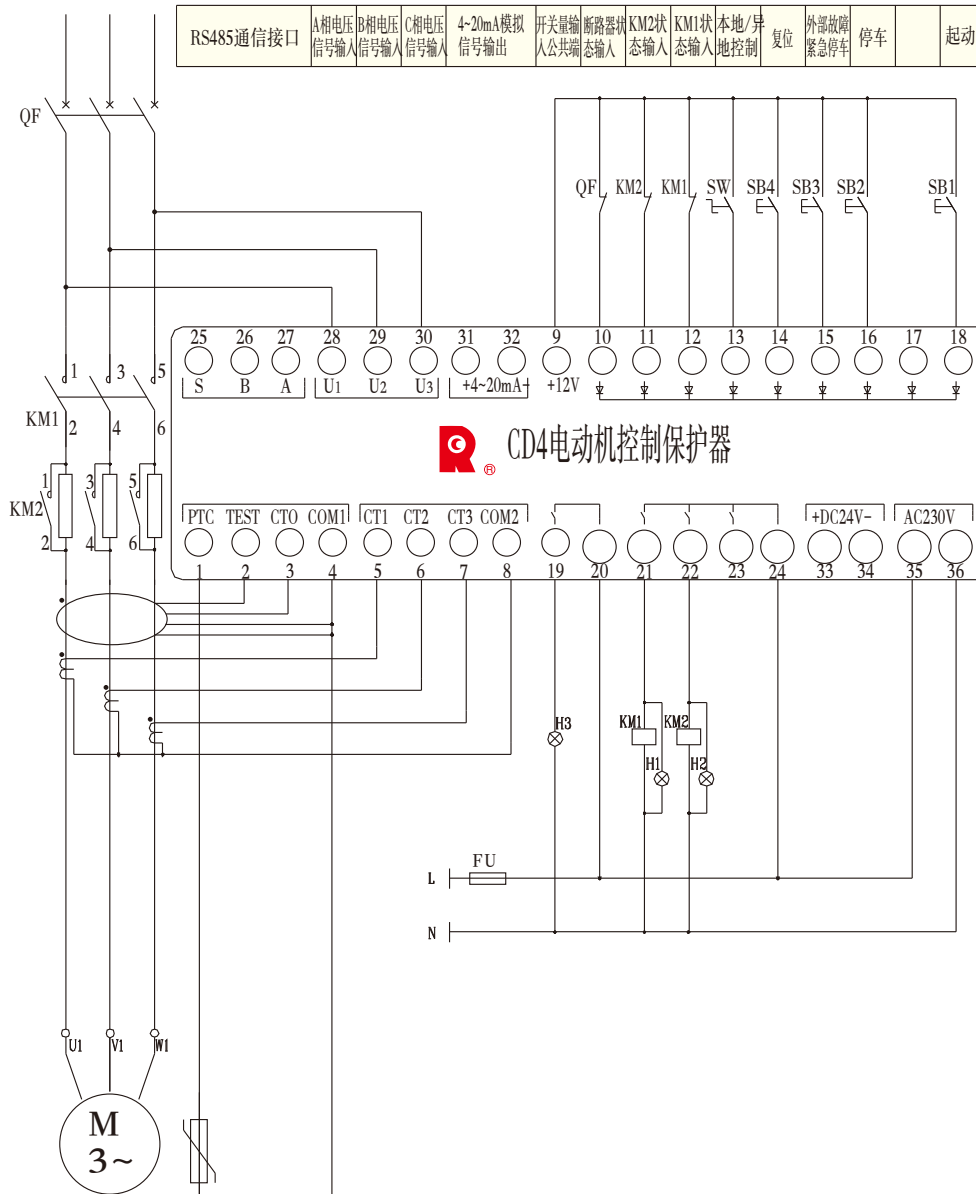 RS485通信接口
A相电压
信号输入
B相电压
信号输入
C相电压
信号输入
4~20mA模拟
信号输出
开关量输
入公共端
断路器状
态输入
KM2状
态输入
KM1状
态输入
本地/异
地控制
复位
外部故障
紧急停车
停车
起动
QF
QF KM2 KM1 SW SB4 SB3 SB2 SB1
25 26 27 28 29 30 31 32 9 10 11 12 13 14 15 16 17 18
S B A U1 U2 U3 +4~20mA- +12V
1 3 5
KM1
2 4 6
R ® CD4电动机控制保护器
1 3 5
KM2
2 4 6
PTC TEST CT0 COM1 CT1 CT2 CT3 COM2 +DC24V- AC230V
1 2 3 4 5 6 7 8 19 20 21 22 23 24 33 34 35 36
H3 KM1 KM2
H1 H2
FU
L
N
U1 V1 W1
M
3~